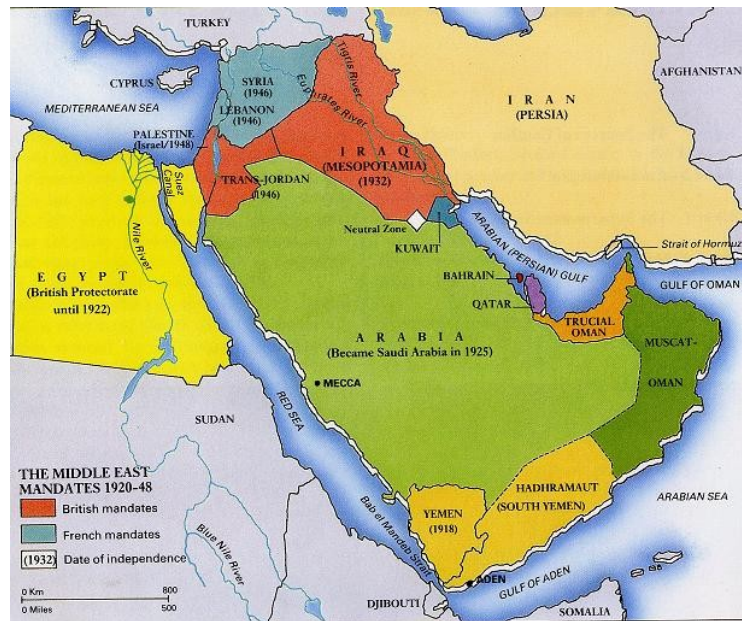 TURKEY
CYPRUS
MEDITERRANEAN SEA
SYRIA
(1946)
LEBANON
(1946)
Tigris River
Euphrates River
PALESTINE
(Israel/1948)
TRANS-JORDAN
(1946)
IRAQ
(MESOPOTAMIA)
(1932)
IRAN
(PERSIA)
AFGHANISTAN
Suez
Canal
Nile River
EGYPT
(British Protectorate
until 1922)
Neutral Zone
KUWAIT
ARABIAN (PERSIAN) GULF
Strait of Hormuz
GULF OF OMAN
BAHRAIN
QATAR
TRUCIAL
OMAN
MUSCAT-
OMAN
ARABIA
(Became Saudi Arabia in 1925)
MECCA
RED SEA
SUDAN
Blue Nile River
Bab el Mandeb Strait
YEMEN
(1918)
HADHRAMAUT
(SOUTH YEMEN)
ARABIAN SEA
ADEN
GULF OF ADEN
DJIBOUTI
SOMALIA
THE MIDDLE EAST
MANDATES 1920-48
British mandates
French mandates
(1932) Date of independence
0 Km 800
0 Miles 500